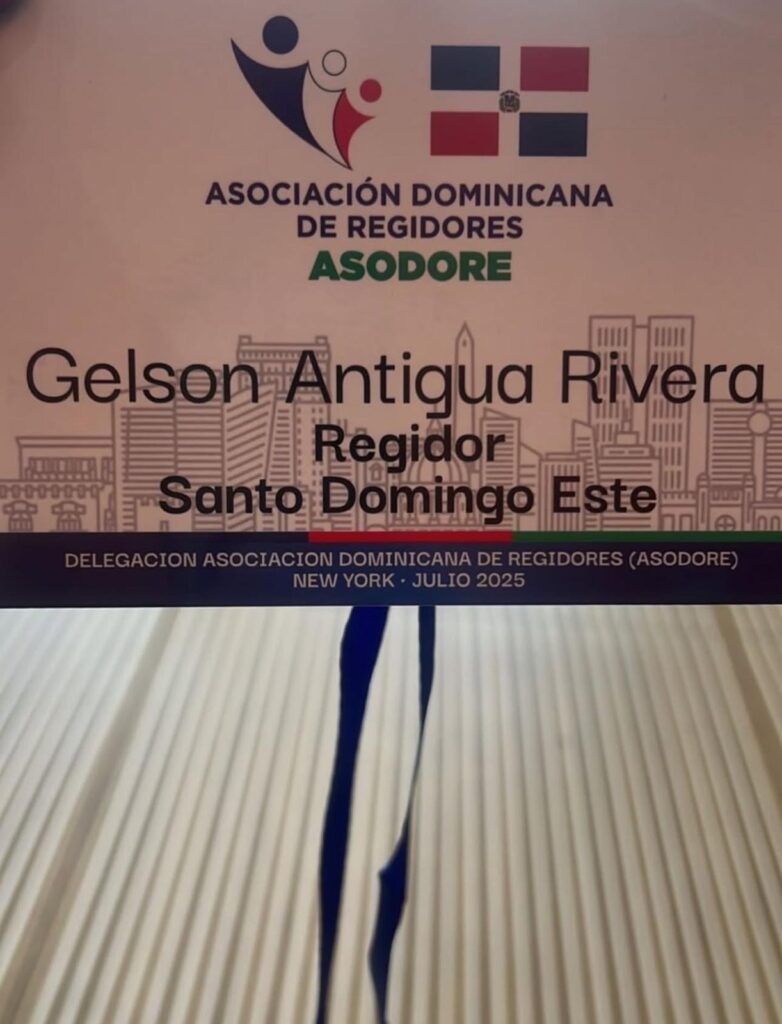 ASOCIACIÓN DOMINICANA
DE REGIDORES
ASODORE
Gelson Antigua Rivera
Regidor
Santo Domingo Este
DELEGACION ASOCIACION DOMINICANA DE REGIDORES (ASODORE)
NEW YORK · JULIO 2025